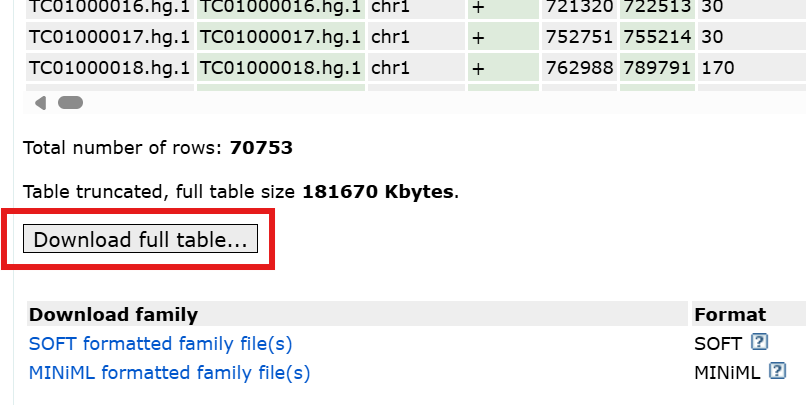 TC01000016.hg.1 TC01000016.hg.1 chr1 + 721320 722513 30
TC01000017.hg.1 TC01000017.hg.1 chr1 + 752751 755214 30
TC01000018.hg.1 TC01000018.hg.1 chr1 + 762988 789791 170
Total number of rows: 70753
Table truncated, full table size 181670 Kbytes.
Download full table...
Download family Format
SOFT formatted family file(s) SOFT ?
MINiML formatted family file(s) MINiML ?